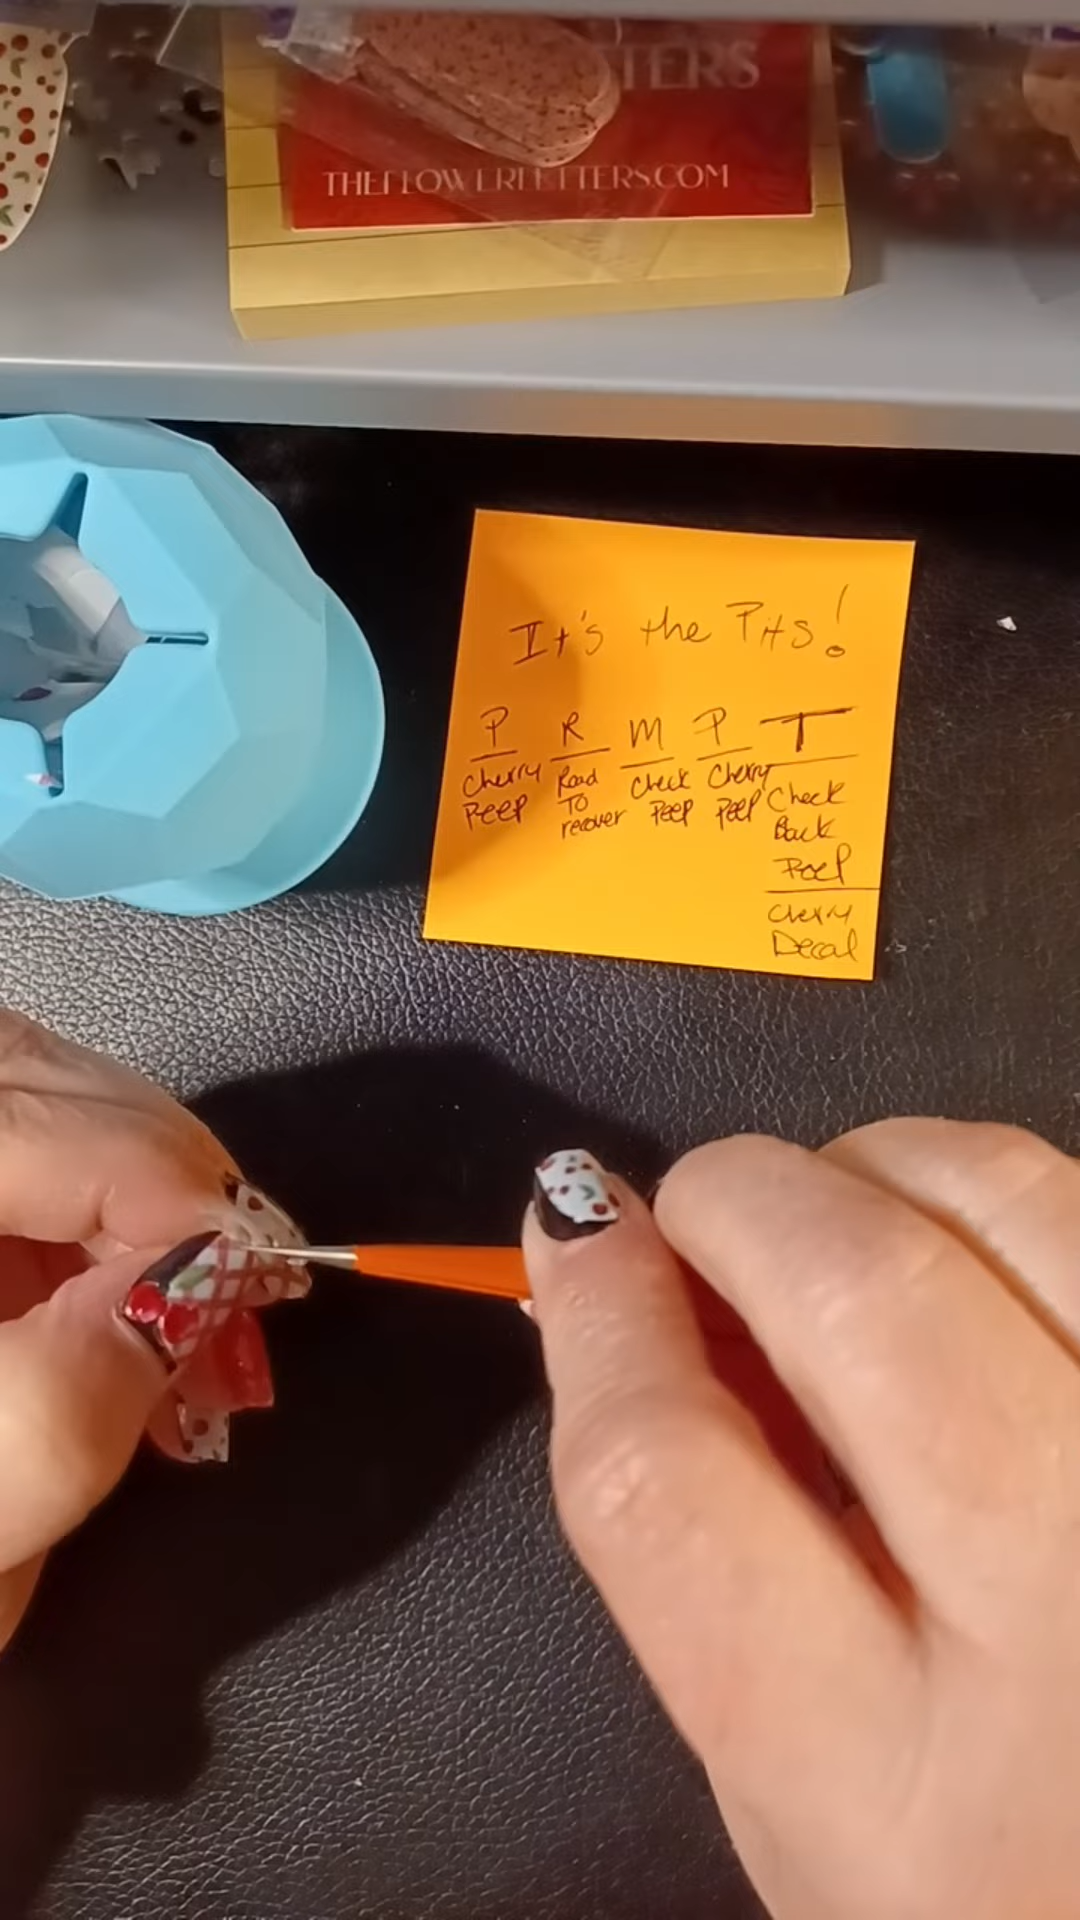 TERS
THEFLOWERLETTERS.COM
It's the Pits!
P R M P T
Cherry Road Check Cherry Check
Peep To Peep Peel Back
recover Peel
Cherry
Decal